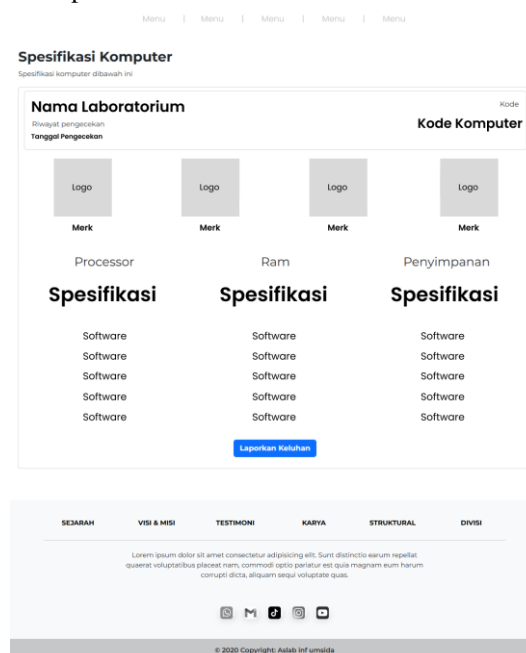 Menu | Menu | Menu | Menu | Menu
Spesifikasi Komputer
Spesifikasi komputer dibawah ini
Nama Laboratorium
Kode
Riwayat pengecekan
Kode Komputer
Tanggal Pengecekan
Logo Logo Logo Logo
Merk Merk Merk Merk
Processor Ram Penyimpanan
Spesifikasi Spesifikasi Spesifikasi
Software Software Software
Software Software Software
Software Software Software
Software Software Software
Software Software Software
Laporkan Keluhan
SEJARAH VISI & MISI TESTIMONI KARYA STRUKTURAL DIVISI
Lorem ipsum dolor sit amet consectetur adipisicing elit. Sunt distinctio earum repellat
quaerat voluptatibus placeat nam, commodi optio pariatur est quia magnam eum harum
corrupti dicta, aliquam sequi voluptate quas.
© 2020 Copyright: Aslab inf umsida